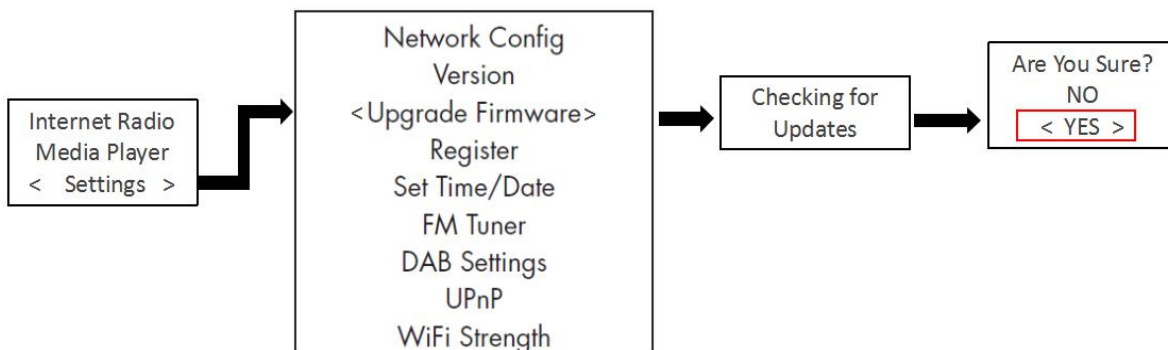 Internet Radio
Media Player
< Settings >
Network Config
Version
<Upgrade Firmware>
Register
Set Time/Date
FM Tuner
DAB Settings
UPnP
WiFi Strength
Checking for
Updates
Are You Sure?
NO
< YES >